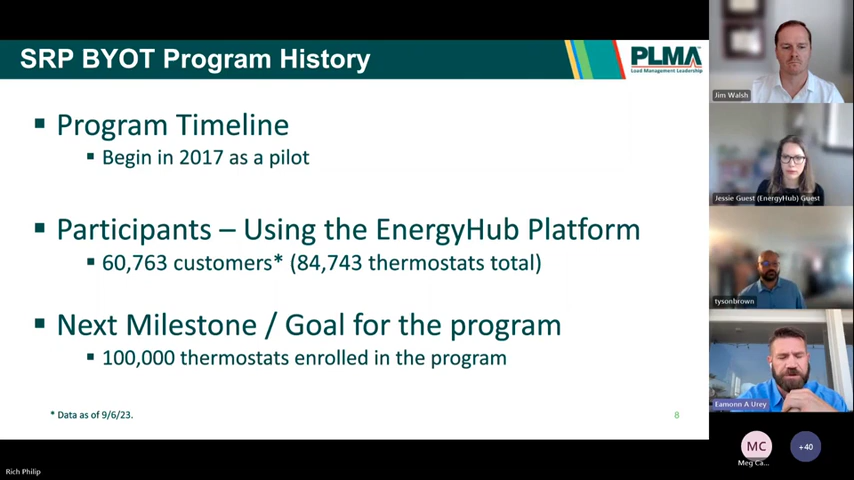 SRP BYOT Program History
PLMA
Load Management Leadership
▪ Program Timeline
▪ Begin in 2017 as a pilot
▪ Participants – Using the EnergyHub Platform
▪ 60,763 customers* (84,743 thermostats total)
▪ Next Milestone / Goal for the program
▪ 100,000 thermostats enrolled in the program
* Data as of 9/6/23.
8
Jim Walsh
Jessie Guest (EnergyHub) Guest
tysonbrown
Eamonn A Urey
MC
+40
Meg Ca...
Rich Philip